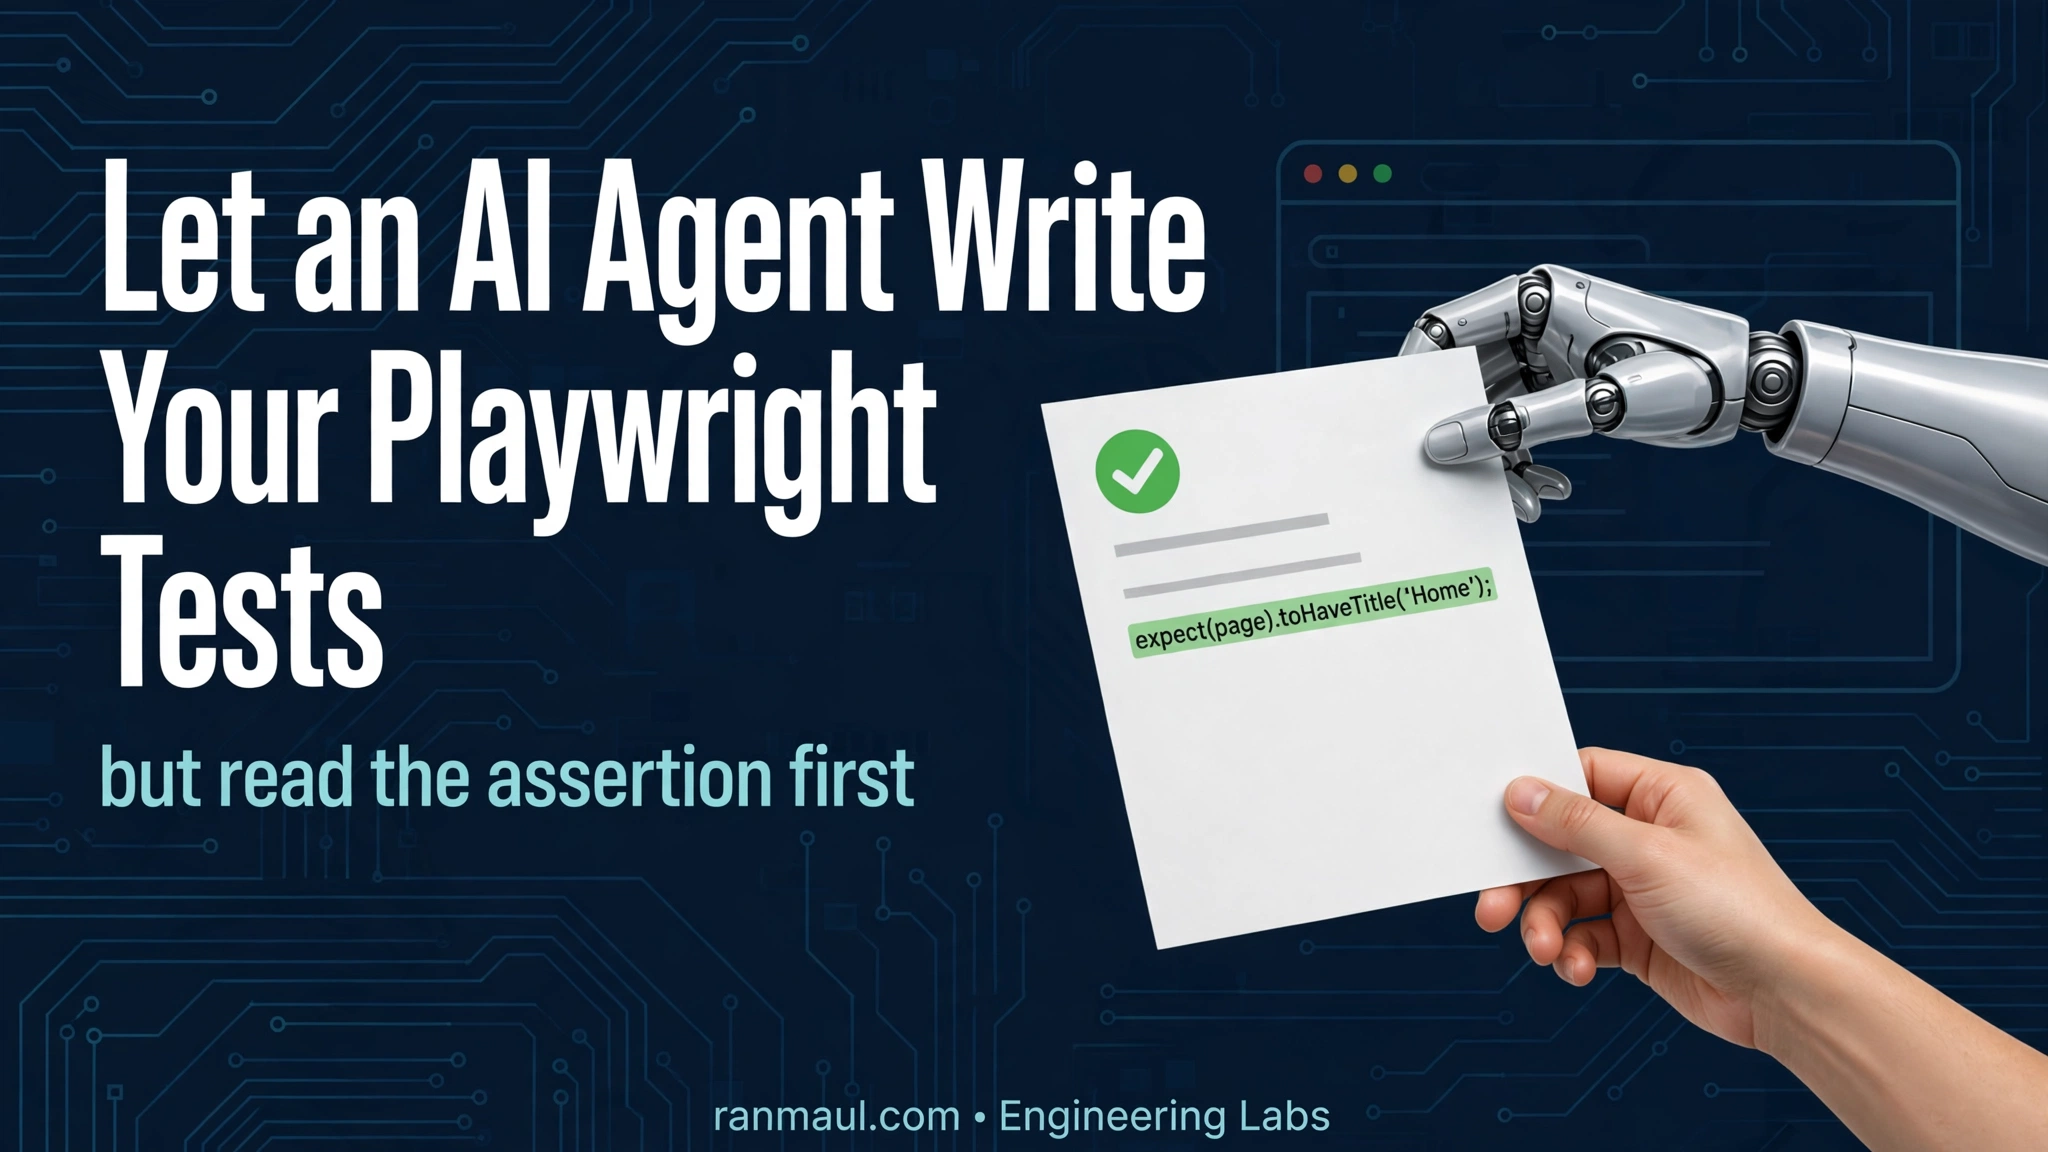 Let an AI Agent Write
Your Playwright
Tests
but read the assertion first
expect(page).toHaveTitle('Home');
ranmaul.com • Engineering Labs